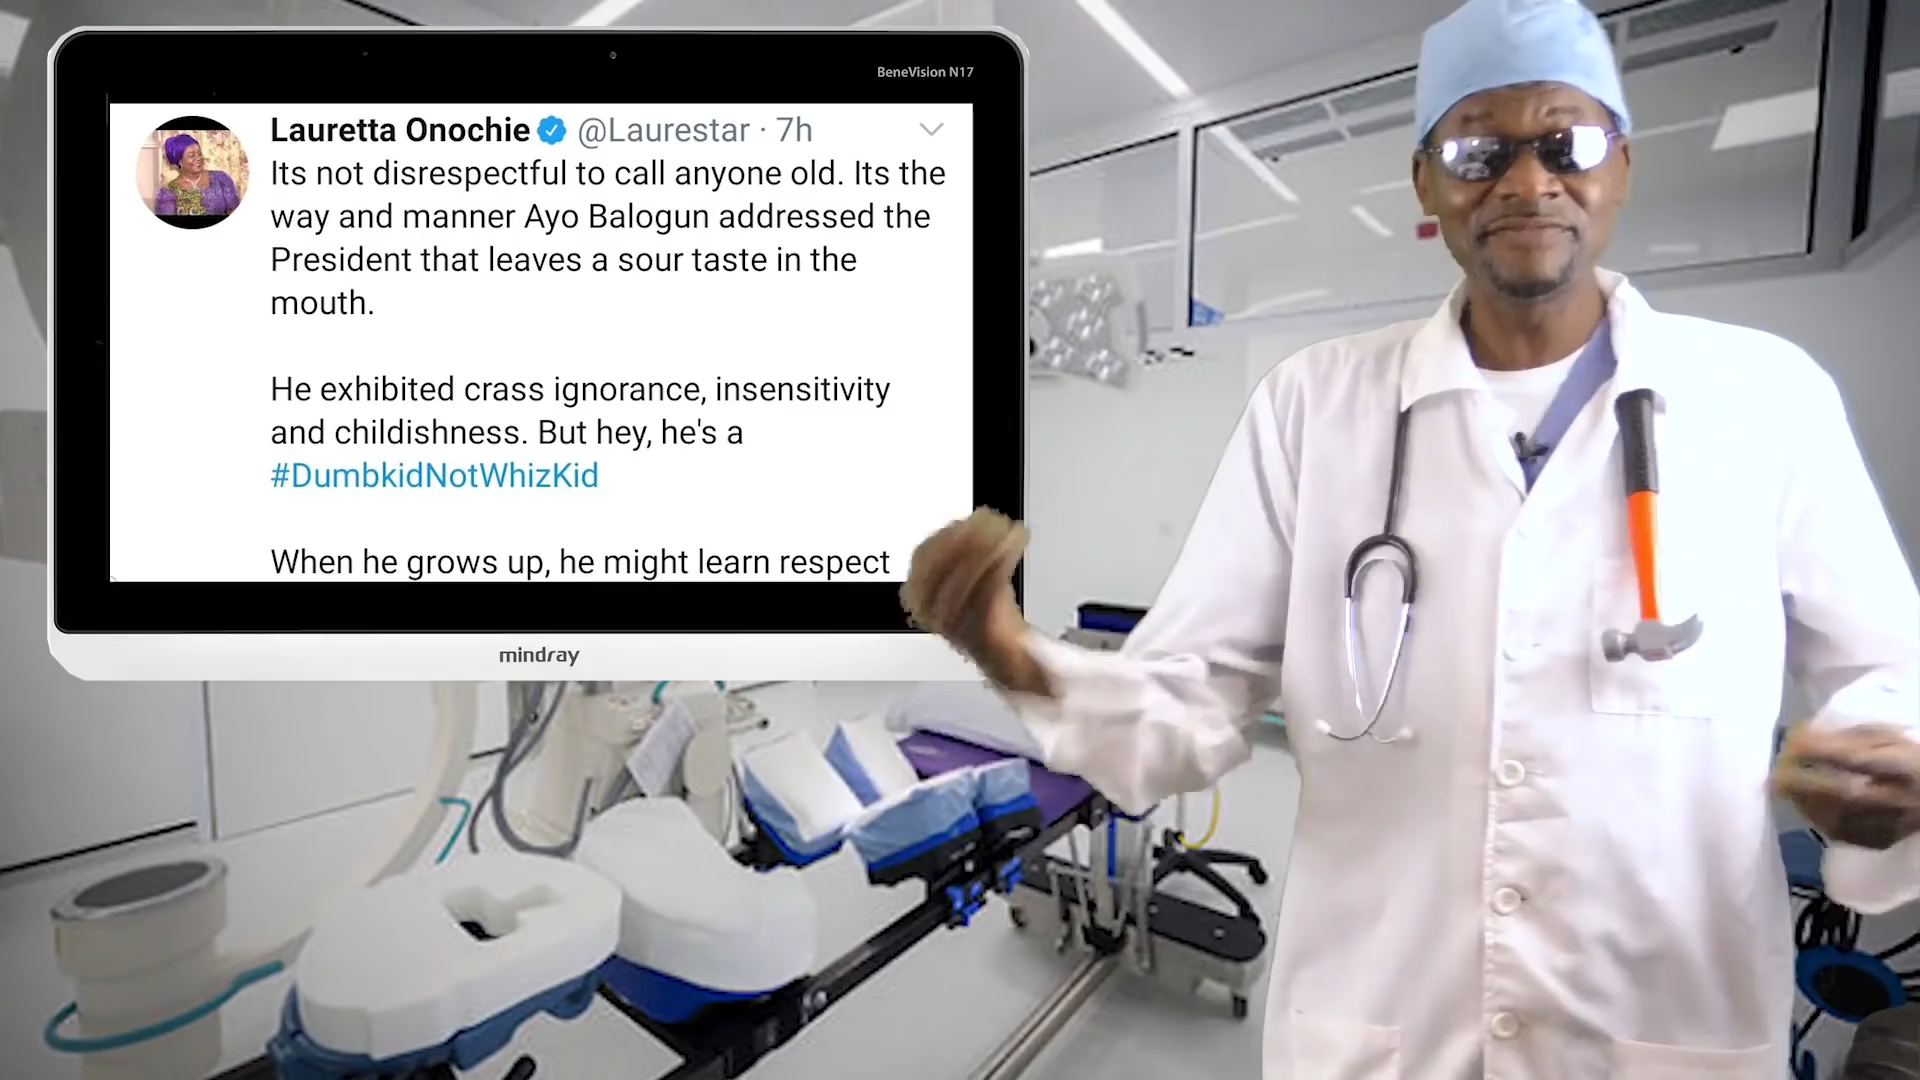 BeneVision N17
Lauretta Onochie @Laurestar · 7h
Its not disrespectful to call anyone old. Its the
way and manner Ayo Balogun addressed the
President that leaves a sour taste in the
mouth.
He exhibited crass ignorance, insensitivity
and childishness. But hey, he's a
#DumbkidNotWhizKid
When he grows up, he might learn respect
mindray